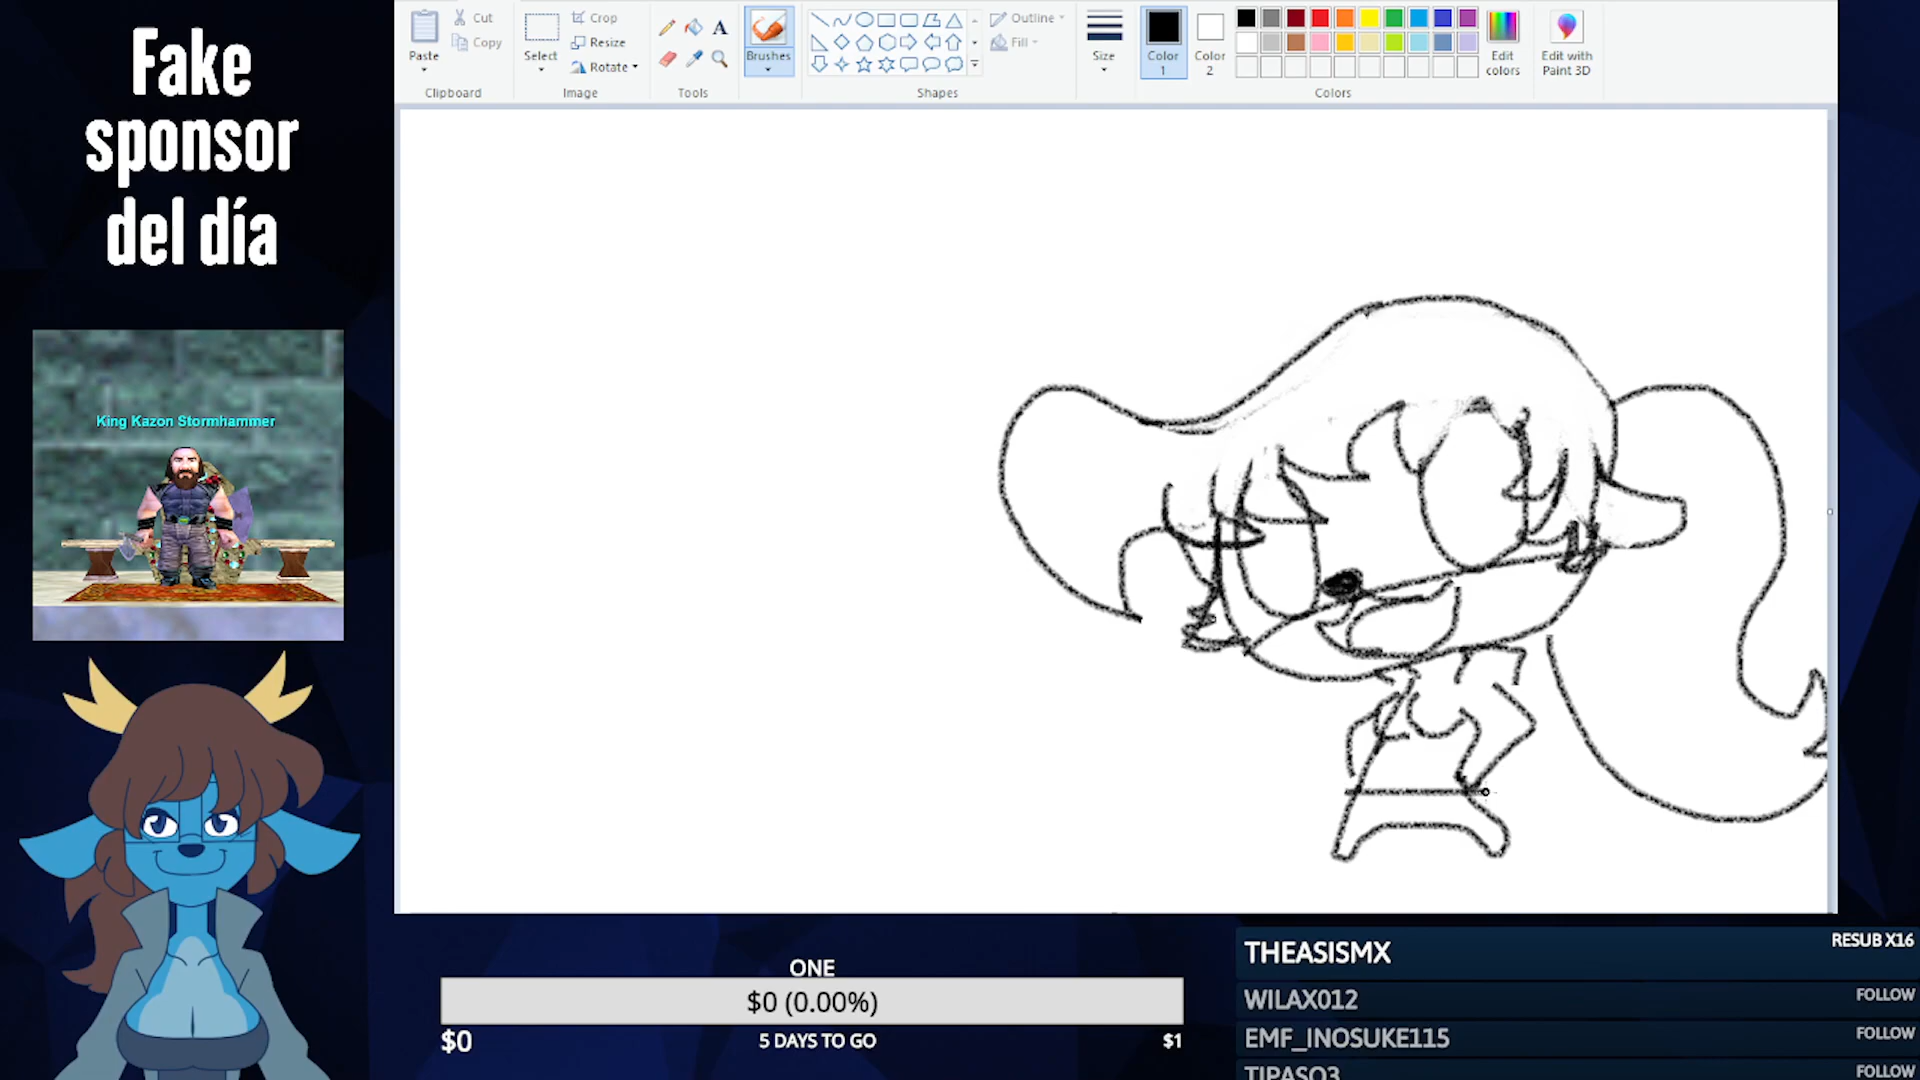 Fake
sponsor
del día
King Kazon Stormhammer
Paste
Cut
Copy
Clipboard
Select
Crop
Resize
Rotate
Image
Tools
Brushes
Shapes
Outline
Fill
Size
Color
1
Color
2
Edit
colors
Edit with
Paint 3D
Colors
A
ONE
$0 (0.00%)
$0
5 DAYS TO GO
$1
THEASISMX
RESUB X16
WILAX012
FOLLOW
EMF_INOSUKE115
FOLLOW
TIPASO3
FOLLOW